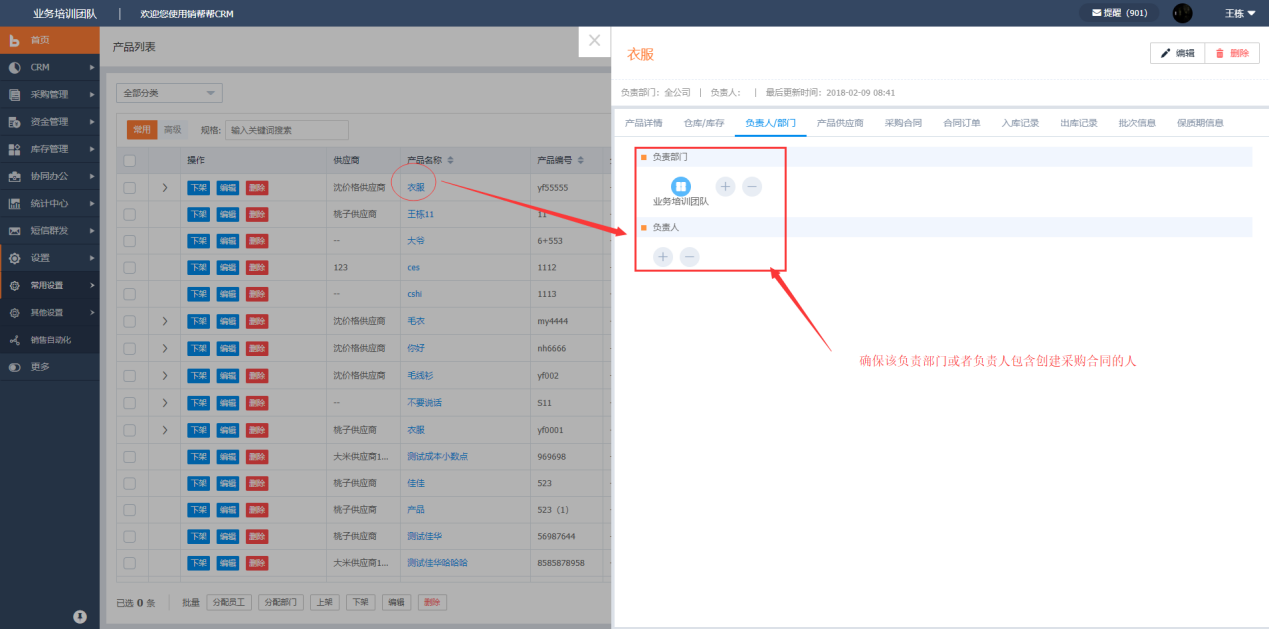 业务培训团队 | 欢迎您使用销帮帮CRM 提醒 (901) 王栋
首页
CRM
采购管理
资金管理
库存管理
协同办公
统计中心
短信群发
设置
常用设置
其他设置
销售自动化
更多
产品列表
全部分类
常用 高级 规格: 输入关键词搜索
操作 供应商 产品名称 产品编号
下架 编辑 删除 沈价格供应商 衣服 yf55555
下架 编辑 删除 桃子供应商 王栋11 11
下架 编辑 删除 -- 大爷 6+553
下架 编辑 删除 123 ces 1112
下架 编辑 删除 -- cshi 1113
下架 编辑 删除 沈价格供应商 毛衣 my4444
下架 编辑 删除 沈价格供应商 你好 nh6666
下架 编辑 删除 沈价格供应商 毛线衫 yf002
下架 编辑 删除 -- 不要说话 S11
下架 编辑 删除 桃子供应商 衣服 yf0001
下架 编辑 删除 大米供应商1... 测试成本小数点 969698
下架 编辑 删除 桃子供应商 佳佳 523
下架 编辑 删除 桃子供应商 产品 523（1）
下架 编辑 删除 桃子供应商 测试佳华 56987644
下架 编辑 删除 大米供应商1... 测试佳华哈哈哈 8585878958
已选 0 条 批量 分配员工 分配部门 上架 下架 编辑 删除
衣服 编辑 删除
负责部门: 全公司 | 负责人: | 最后更新时间: 2018-02-09 08:41
产品详情 仓库/库存 负责人/部门 产品供应商 采购合同 合同订单 入库记录 出库记录 批次信息 保质期信息
负责部门
业务培训团队
负责人
确保该负责部门或者负责人包含创建采购合同的人